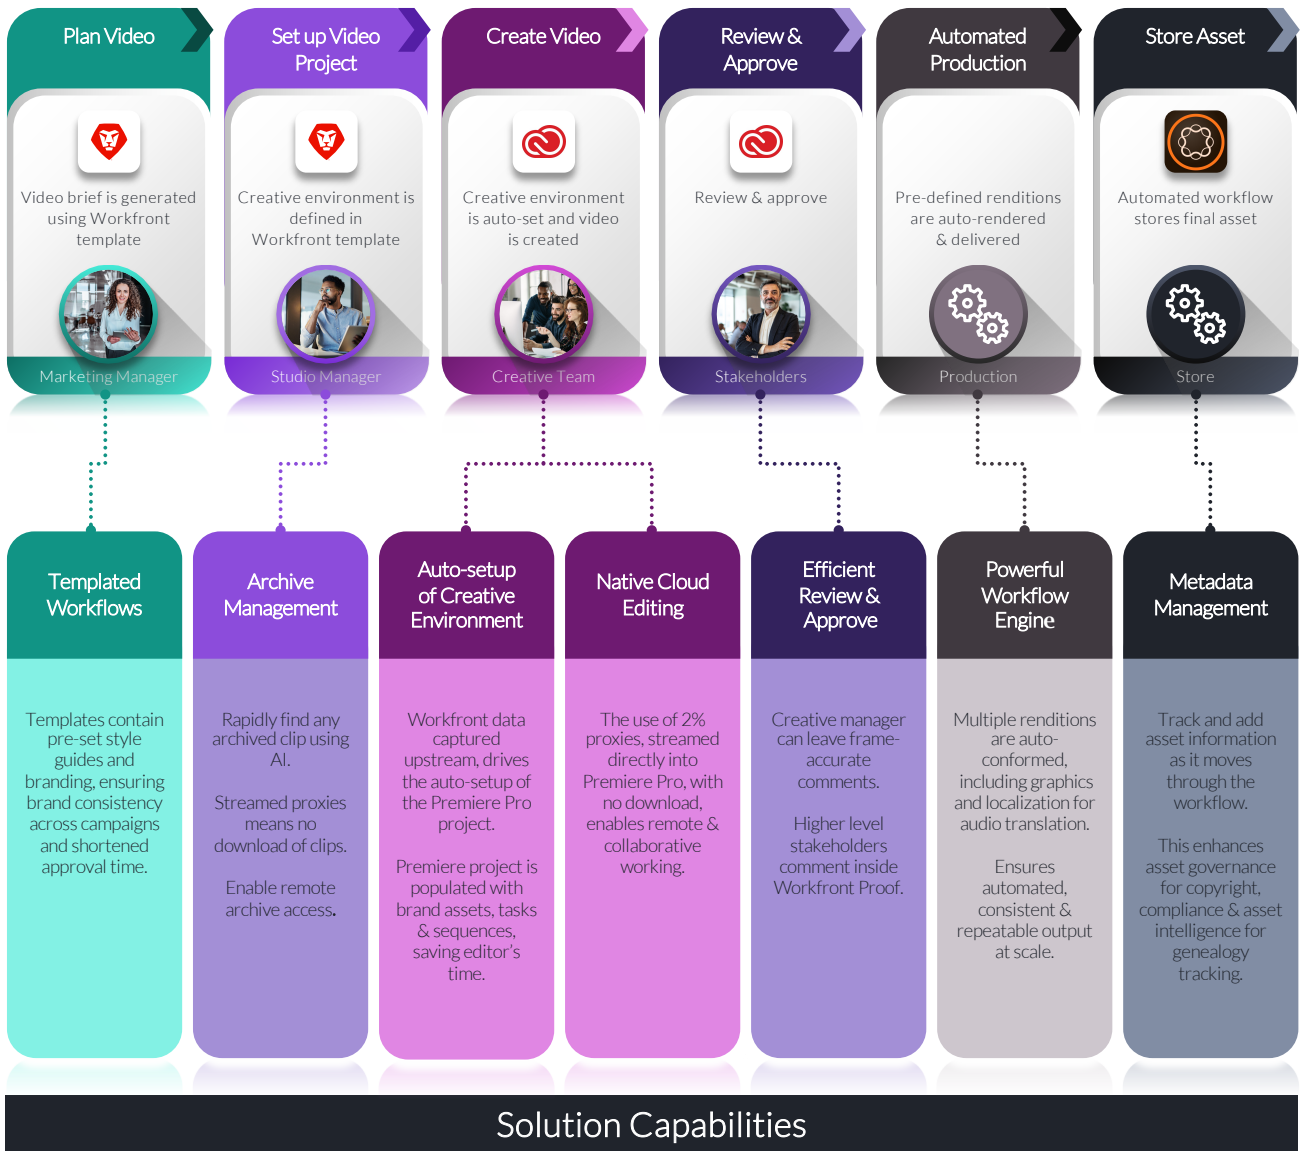 Plan Video
Set up Video
Project
Create Video
Review &
Approve
Automated
Production
Store Asset
Video brief is generated
using Workfront
template
Creative environment is
defined in
Workfront template
Creative environment
is auto-set and video
is created
Review & approve
Pre-defined renditions
are auto-rendered
& delivered
Automated workflow
stores final asset
Marketing Manager
Studio Manager
Creative Team
Stakeholders
Production
Store
Templated
Workflows
Archive
Management
Auto-setup
of Creative
Environment
Native Cloud
Editing
Efficient
Review &
Approve
Powerful
Workflow
Engine
Metadata
Management
Templates contain
pre-set style
guides and
branding, ensuring
brand consistency
across campaigns
and shortened
approval time.
Rapidly find any
archived clip using
AI.
Streamed proxies
means no
download of clips.
Enable remote
archive access.
Workfront data
captured
upstream, drives
the auto-setup of
the Premiere Pro
project.
Premiere project is
populated with
brand assets, tasks
& sequences,
saving editor's
time.
The use of 2%
proxies, streamed
directly into
Premiere Pro, with
no download,
enables remote &
collaborative
working.
Creative manager
can leave frame-
accurate
comments.
Higher level
stakeholders
comment inside
Workfront Proof.
Multiple renditions
are auto-
conformed,
including graphics
and localization for
audio translation.
Ensures
automated,
consistent &
repeatable output
at scale.
Track and add
asset information
as it moves
through the
workflow.
This enhances
asset governance
for copyright,
compliance & asset
intelligence for
genealogy
tracking.
Solution Capabilities